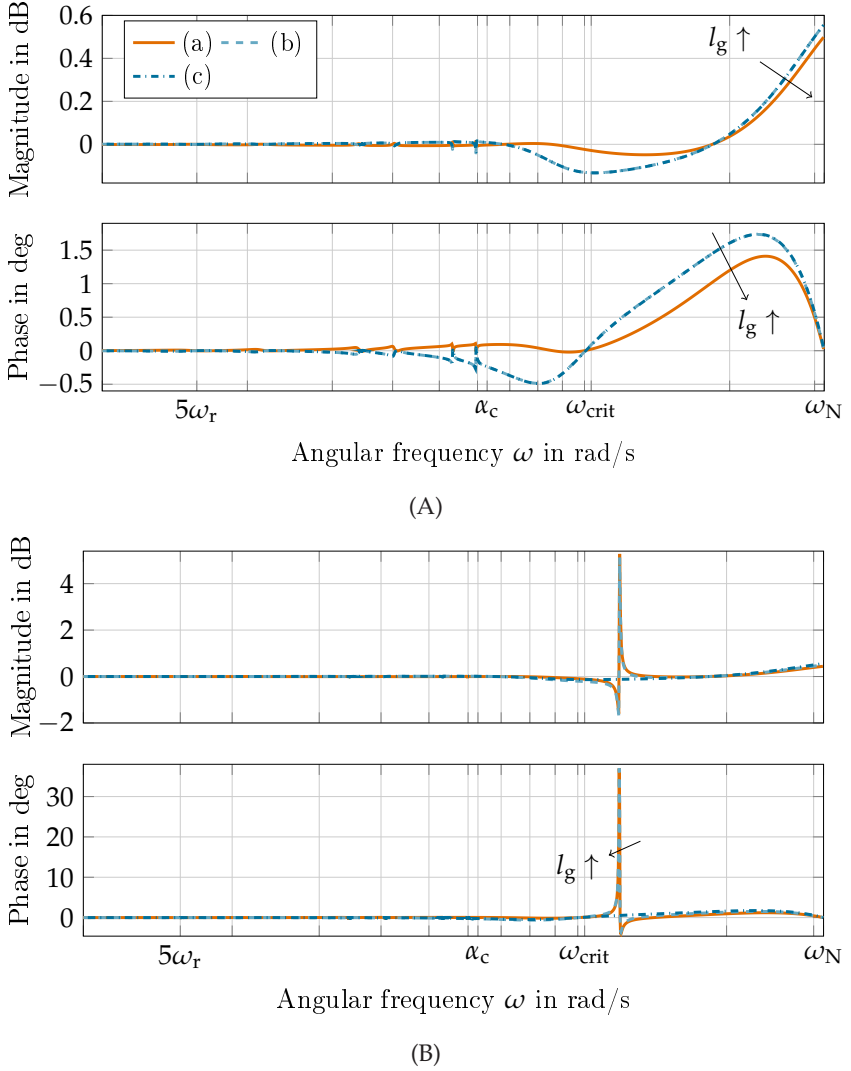 Magnitude in dB
0.6
0.4
0.2
0
(a) (b)
(c)
l_g ↑
Phase in deg
1.5
1
0.5
0
−0.5
l_g ↑
5ω_r α_c ω_crit ω_N
Angular frequency ω in rad/s
(A)
Magnitude in dB
4
2
0
−2
Phase in deg
30
20
10
0
l_g ↑
5ω_r α_c ω_crit ω_N
Angular frequency ω in rad/s
(B)